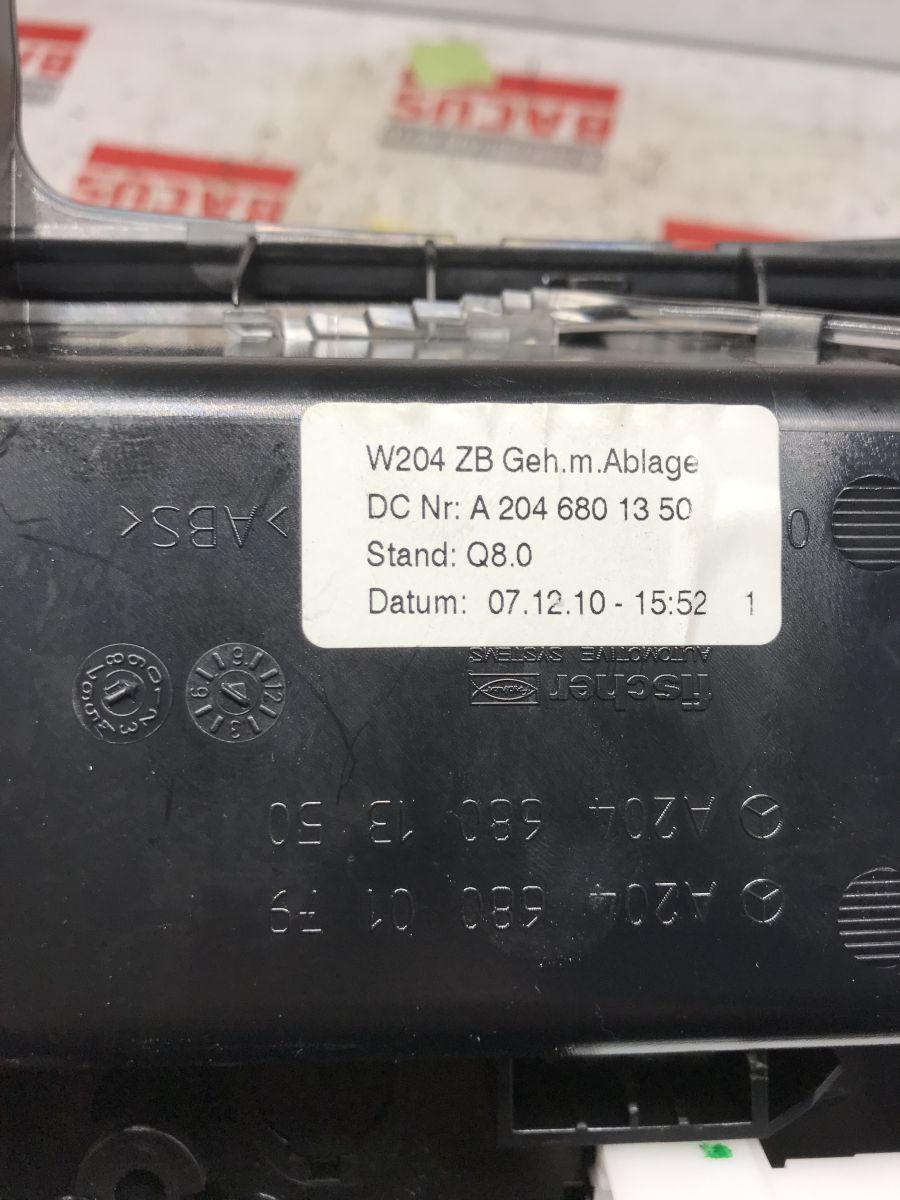 BACUS
BACUS
W204 ZB Geh.m.Ablage
DC Nr: A 204 680 13 50
Stand: Q8.0
Datum: 07.12.10 - 15:52 1
>ABS<
fischer
AUTOMOTIVE SYSTEMS
A204 680 13 50
A204 680 01 79